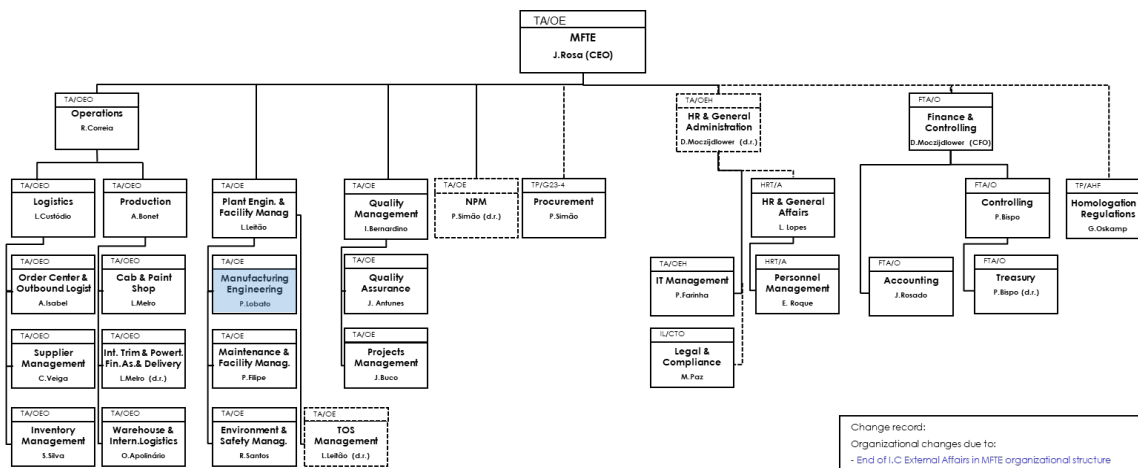 TA/OE
MFTE
J.Rosa (CEO)
TA/OEO
Operations
R.Correia
TA/OEH
HR & General
Administration
D.Moczijdlower (d.r.)
FTA/O
Finance &
Controlling
D.Moczijdlower (CFO)
TA/OEO
Logistics
L.Custódio
TA/OEO
Production
A.Bonet
TA/OE
Plant Engin. &
Facility Manag
L.Leitão
TA/OE
Quality
Management
I.Bernardino
TA/OE
NPM
P.Simão (d.r.)
TP/G23-4
Procurement
P.Simão
HRT/A
HR & General
Affairs
L. Lopes
FTA/O
Controlling
P.Bispo
TP/AHF
Homologation
Regulations
G.Oskamp
TA/OEO
Order Center &
Outbound Logist
A.Isabel
TA/OEO
Cab & Paint
Shop
L.Melro
TA/OE
Manufacturing
Engineering
P.Lobato
TA/OE
Quality
Assurance
J. Antunes
TA/OEH
IT Management
P.Farinha
HRT/A
Personnel
Management
E. Roque
FTA/O
Accounting
J.Rosado
FTA/O
Treasury
P.Bispo (d.r.)
TA/OEO
Supplier
Management
C.Veiga
TA/OEO
Int. Trim & Powert.
Fin.As.& Delivery
L.Melro (d.r.)
TA/OE
Maintenance &
Facility Manag.
P.Filipe
TA/OE
Projects
Management
J.Buco
IL/CTO
Legal &
Compliance
M.Paz
TA/OEO
Inventory
Management
S.Silva
TA/OEO
Warehouse &
Intern.Logistics
O.Apolinário
TA/OE
Environment &
Safety Manag.
R.Santos
TA/OE
TOS
Management
L.Leitão (d.r.)
Change record:
Organizational changes due to:
- End of I.C External Affairs in MFTE organizational structure